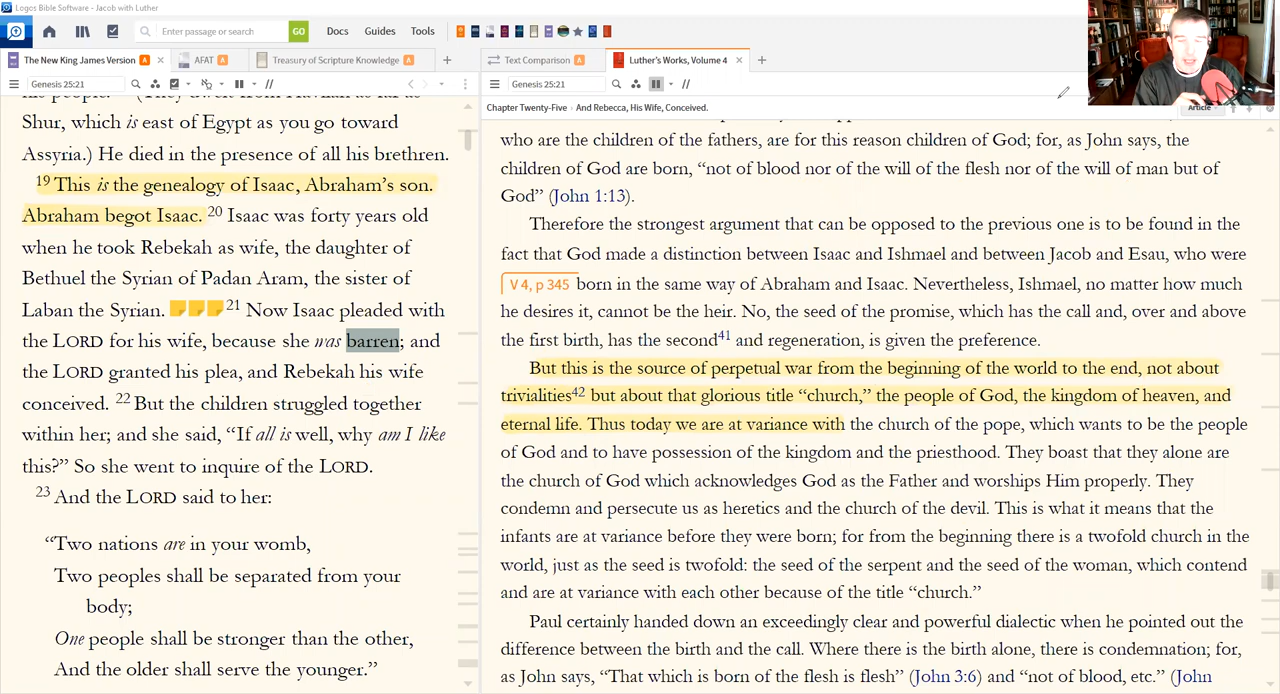 Logos Bible Software - Jacob with Luther
Enter passage or search
GO
Docs
Guides
Tools
The New King James Version A
AFAT A
Treasury of Scripture Knowledge A
Text Comparison A
Luther's Works, Volume 4
Genesis 25:21
Genesis 25:21
Shur, which is east of Egypt as you go toward
Assyria.) He died in the presence of all his brethren.
19 This is the genealogy of Isaac, Abraham's son.
Abraham begot Isaac. 20 Isaac was forty years old
when he took Rebekah as wife, the daughter of
Bethuel the Syrian of Padan Aram, the sister of
Laban the Syrian. 21 Now Isaac pleaded with
the LORD for his wife, because she was barren; and
the LORD granted his plea, and Rebekah his wife
conceived. 22 But the children struggled together
within her; and she said, “If all is well, why am I like
this?” So she went to inquire of the LORD.
23 And the LORD said to her:
“Two nations are in your womb,
Two peoples shall be separated from your
body;
One people shall be stronger than the other,
And the older shall serve the younger.”
Chapter Twenty-Five › And Rebecca, His Wife, Conceived.
Article
who are the children of the fathers, are for this reason children of God; for, as John says, the
children of God are born, “not of blood nor of the will of the flesh nor of the will of man but of
God” (John 1:13).
Therefore the strongest argument that can be opposed to the previous one is to be found in the
fact that God made a distinction between Isaac and Ishmael and between Jacob and Esau, who were
V 4, p 345 born in the same way of Abraham and Isaac. Nevertheless, Ishmael, no matter how much
he desires it, cannot be the heir. No, the seed of the promise, which has the call and, over and above
the first birth, has the second41 and regeneration, is given the preference.
But this is the source of perpetual war from the beginning of the world to the end, not about
trivialities42 but about that glorious title “church,” the people of God, the kingdom of heaven, and
eternal life. Thus today we are at variance with the church of the pope, which wants to be the people
of God and to have possession of the kingdom and the priesthood. They boast that they alone are
the church of God which acknowledges God as the Father and worships Him properly. They
condemn and persecute us as heretics and the church of the devil. This is what it means that the
infants are at variance before they were born; for from the beginning there is a twofold church in the
world, just as the seed is twofold: the seed of the serpent and the seed of the woman, which contend
and are at variance with each other because of the title “church.”
Paul certainly handed down an exceedingly clear and powerful dialectic when he pointed out the
difference between the birth and the call. Where there is the birth alone, there is condemnation; for,
as John says, “That which is born of the flesh is flesh” (John 3:6) and “not of blood, etc.” (John